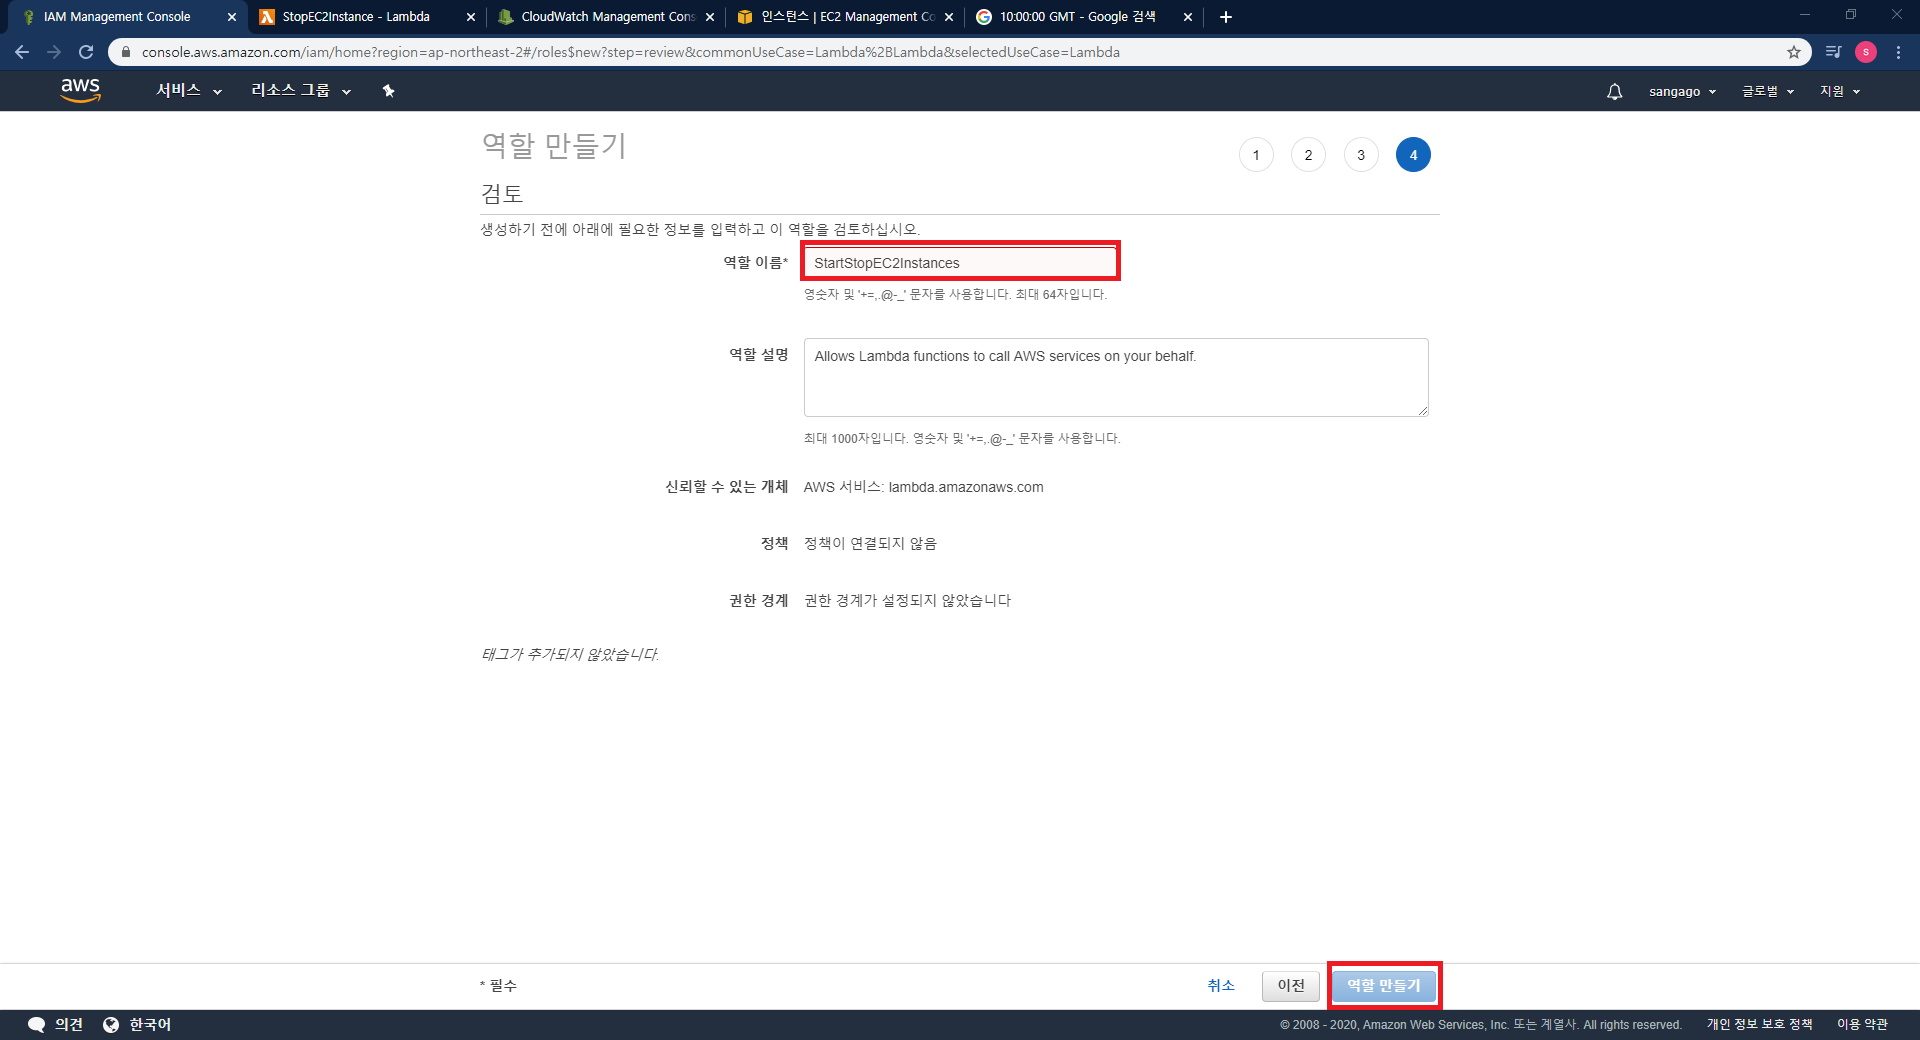 IAM Management Console
StopEC2Instance - Lambda
CloudWatch Management Cons
인스턴스 | EC2 Management Co
10:00:00 GMT - Google 검색
console.aws.amazon.com/iam/home?region=ap-northeast-2#/roles$new?step=review&commonUseCase=Lambda%2BLambda&selectedUseCase=Lambda
s
aws
서비스
리소스 그룹
sangago
글로벌
지원
역할 만들기
1
2
3
4
검토
생성하기 전에 아래에 필요한 정보를 입력하고 이 역할을 검토하십시오.
역할 이름*
StartStopEC2Instances
영숫자 및 '+=,.@-_' 문자를 사용합니다. 최대 64자입니다.
역할 설명
Allows Lambda functions to call AWS services on your behalf.
최대 1000자입니다. 영숫자 및 '+=,.@-_' 문자를 사용합니다.
신뢰할 수 있는 개체
AWS 서비스: lambda.amazonaws.com
정책
정책이 연결되지 않음
권한 경계
권한 경계가 설정되지 않았습니다
태그가 추가되지 않았습니다.
* 필수
취소
이전
역할 만들기
의견
한국어
© 2008 - 2020, Amazon Web Services, Inc. 또는 계열사. All rights reserved.
개인 정보 보호 정책
이용 약관